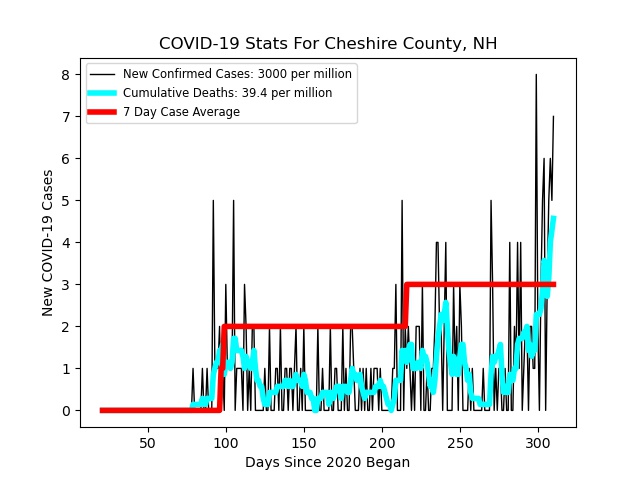 COVID-19 Stats For Cheshire County, NH
New Confirmed Cases: 3000 per million
Cumulative Deaths: 39.4 per million
7 Day Case Average
New COVID-19 Cases
8
7
6
5
4
3
2
1
0
50 100 150 200 250 300
Days Since 2020 Began